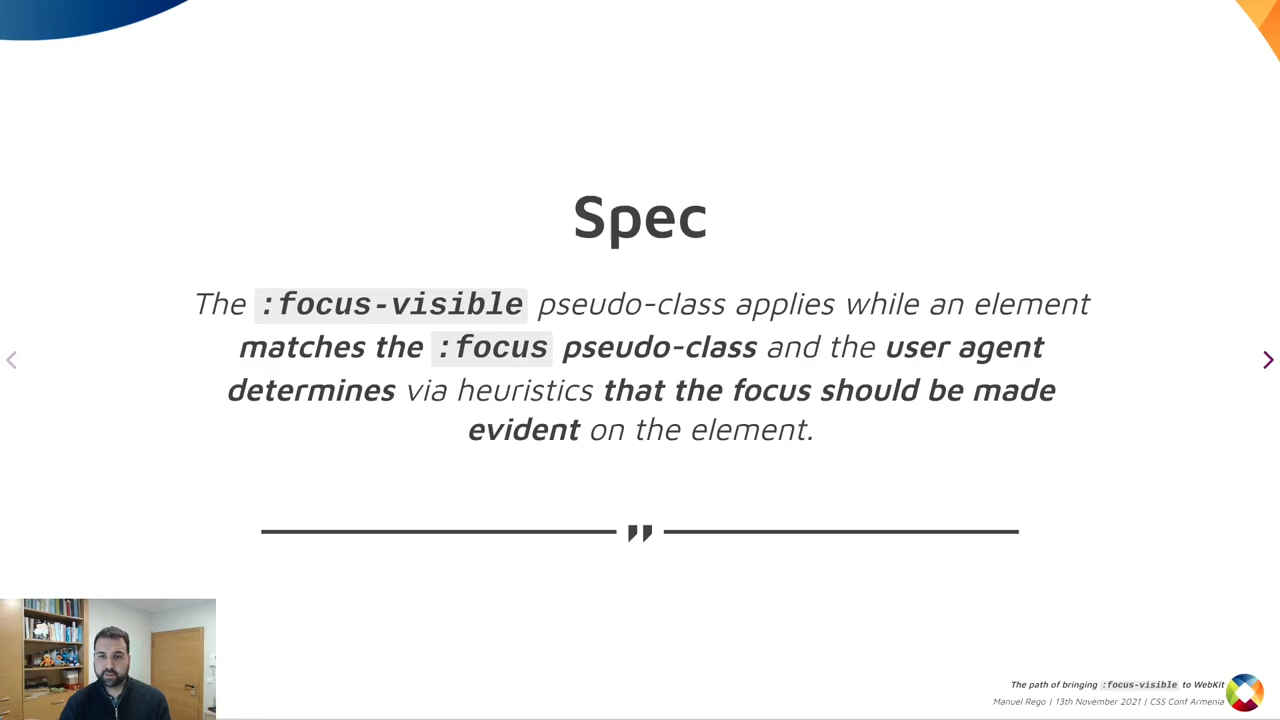 Spec
The :focus-visible pseudo-class applies while an element
matches the :focus pseudo-class and the user agent
determines via heuristics that the focus should be made
evident on the element.
"
The path of bringing :focus-visible to WebKit
Manuel Rego | 13th November 2021 | CSS Conf Armenia